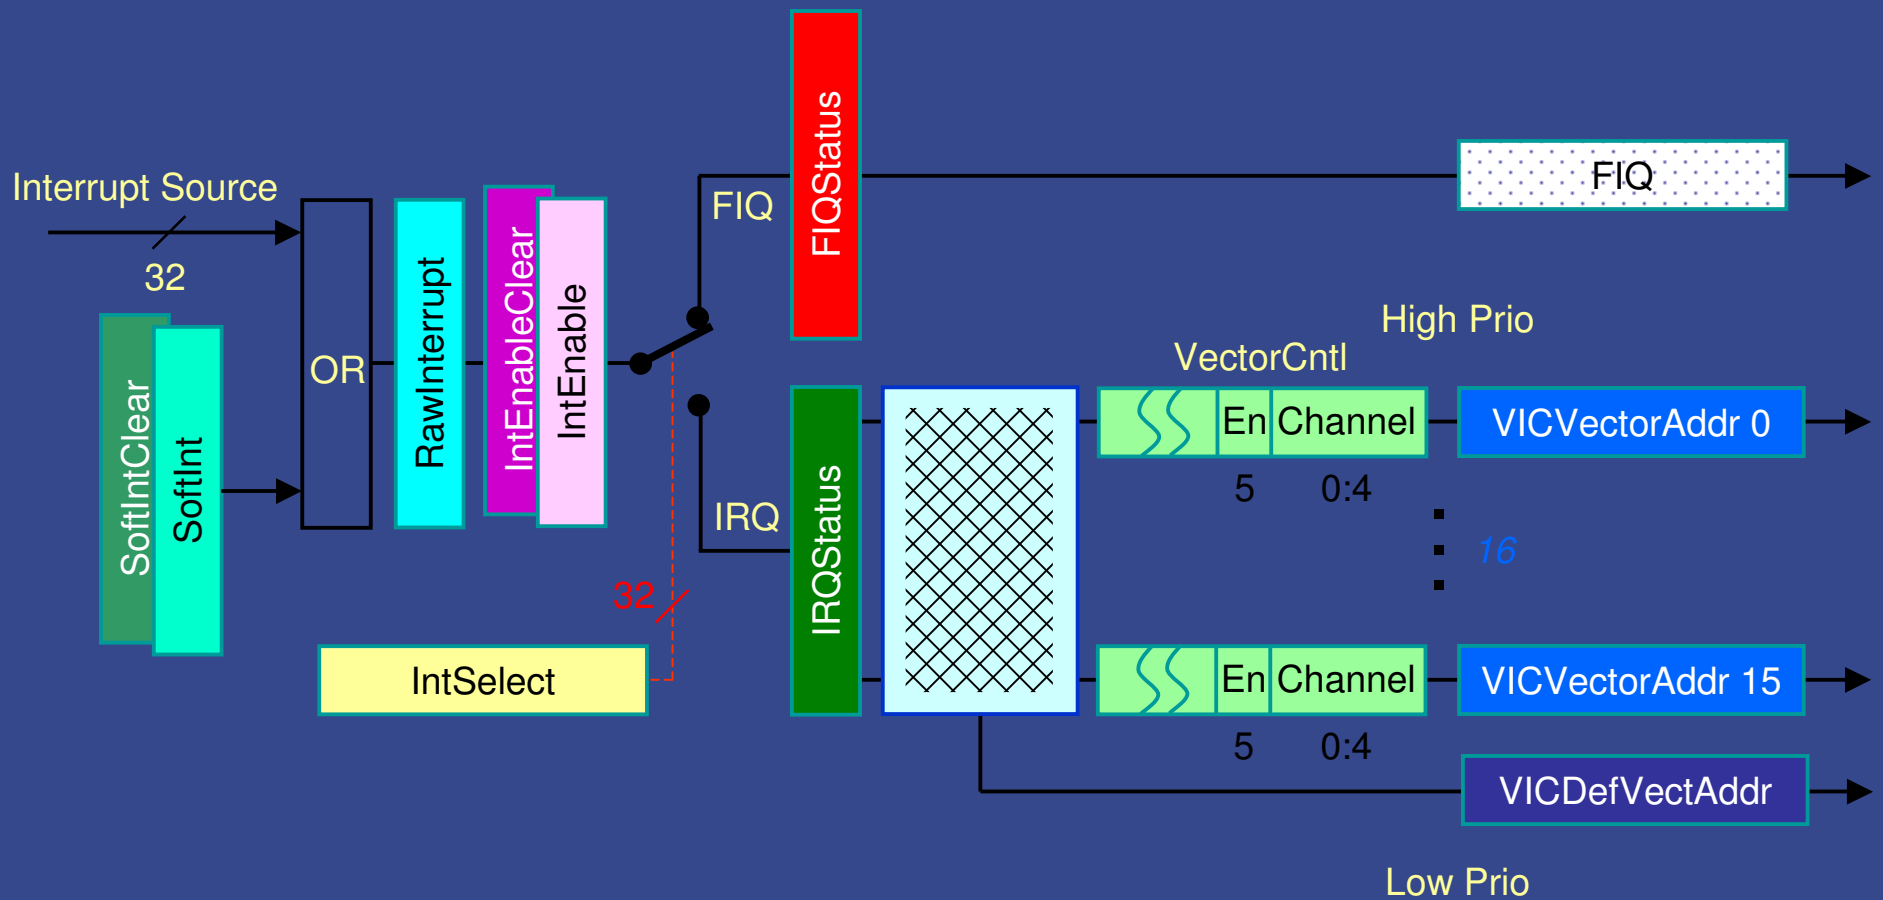 Interrupt Source
32
SoftIntClear
SoftInt
OR
RawInterrupt
IntEnableClear
IntEnable
FIQ
IRQ
32
IntSelect
FIQStatus
IRQStatus
FIQ
High Prio
VectorCntl
En Channel
5 0:4
VICVectorAddr 0
16
En Channel
5 0:4
VICVectorAddr 15
VICDefVectAddr
Low Prio